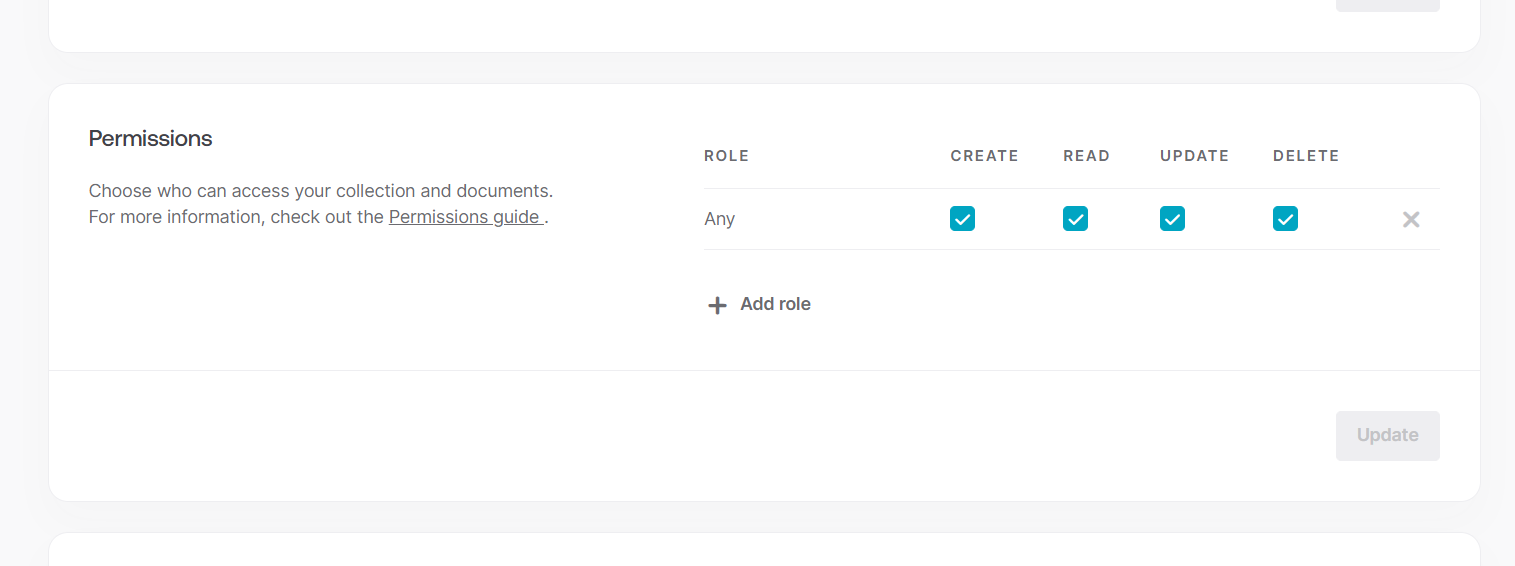 Permissions
Choose who can access your collection and documents.
For more information, check out the Permissions guide .
ROLE CREATE READ UPDATE DELETE
Any
Add role
Update